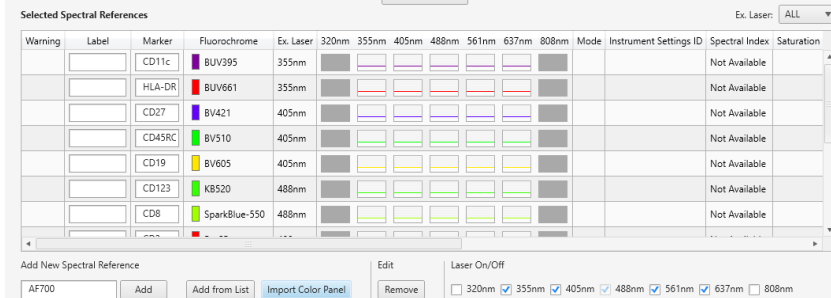 Selected Spectral References
Ex. Laser: ALL
Warning Label Marker Fluorochrome Ex. Laser 320nm 355nm 405nm 488nm 561nm 637nm 808nm Mode Instrument Settings ID Spectral Index Saturation
CD11c BUV395 355nm Not Available
HLA-DR BUV661 355nm Not Available
CD27 BV421 405nm Not Available
CD45RC BV510 405nm Not Available
CD19 BV605 405nm Not Available
CD123 KB520 488nm Not Available
CD8 SparkBlue-550 488nm Not Available
Add New Spectral Reference Edit Laser On/Off
AF700 Add Add from List Import Color Panel Remove 320nm 355nm 405nm 488nm 561nm 637nm 808nm